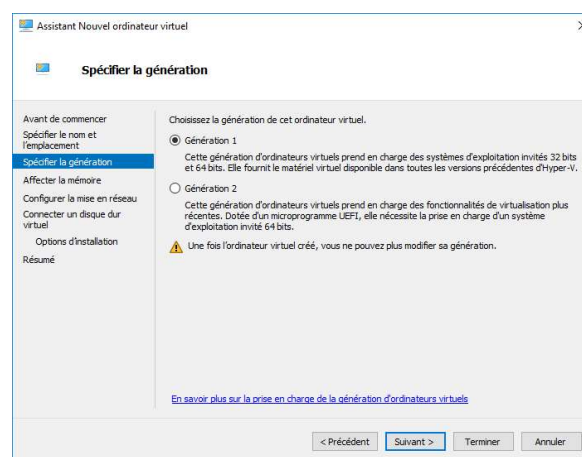 Assistant Nouvel ordinateur virtuel
Spécifier la génération
Avant de commencer
Spécifier le nom et
l'emplacement
Spécifier la génération
Affecter la mémoire
Configurer la mise en réseau
Connecter un disque dur
virtuel
Options d'installation
Résumé
Choisissez la génération de cet ordinateur virtuel.
Génération 1
Cette génération d'ordinateurs virtuels prend en charge des systèmes d'exploitation invités 32 bits
et 64 bits. Elle fournit le matériel virtuel disponible dans toutes les versions précédentes d'Hyper-V.
Génération 2
Cette génération d'ordinateurs virtuels prend en charge des fonctionnalités de virtualisation plus
récentes. Dotée d'un microprogramme UEFI, elle nécessite la prise en charge d'un système
d'exploitation invité 64 bits.
Une fois l'ordinateur virtuel créé, vous ne pouvez plus modifier sa génération.
En savoir plus sur la prise en charge de la génération d'ordinateurs virtuels
< Précédent
Suivant >
Terminer
Annuler